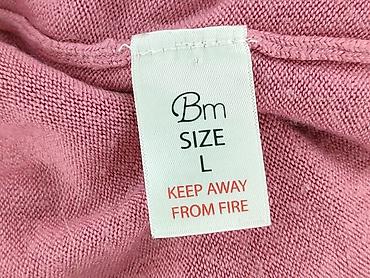 Bm
SIZE
L
KEEP AWAY
FROM FIRE